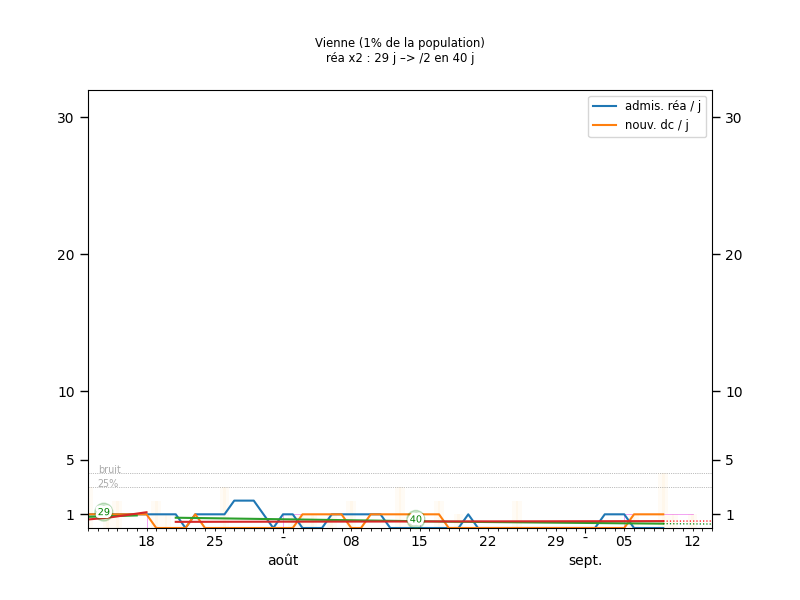 Vienne (1% de la population)
réa x2 : 29 j –> /2 en 40 j
admis. réa / j
nouv. dc / j
30 30
20 20
10 10
5 5
bruit
25%
29
40
1 1
18 25 - 08 15 22 29 - 05 12
août sept.